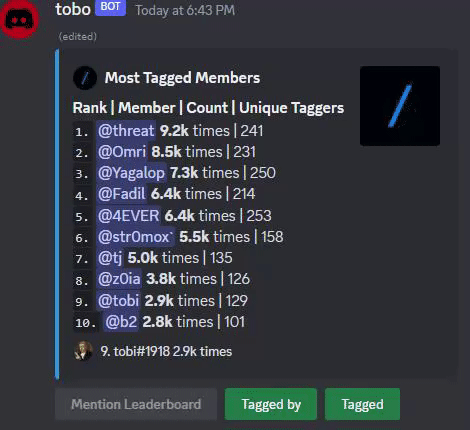 tobo BOT Today at 6:43 PM
(edited)
Most Tagged Members
Rank | Member | Count | Unique Taggers
1. @threat 9.2k times | 241
2. @Omri 8.5k times | 231
3. @Yagalop 7.3k times | 250
4. @Fadil 6.4k times | 214
5. @4EVER 6.4k times | 253
6. @str0mox` 5.5k times | 158
7. @tj 5.0k times | 135
8. @z0ia 3.8k times | 126
9. @tobi 2.9k times | 129
10. @b2 2.8k times | 101
9. tobi#1918 2.9k times
Mention Leaderboard Tagged by Tagged